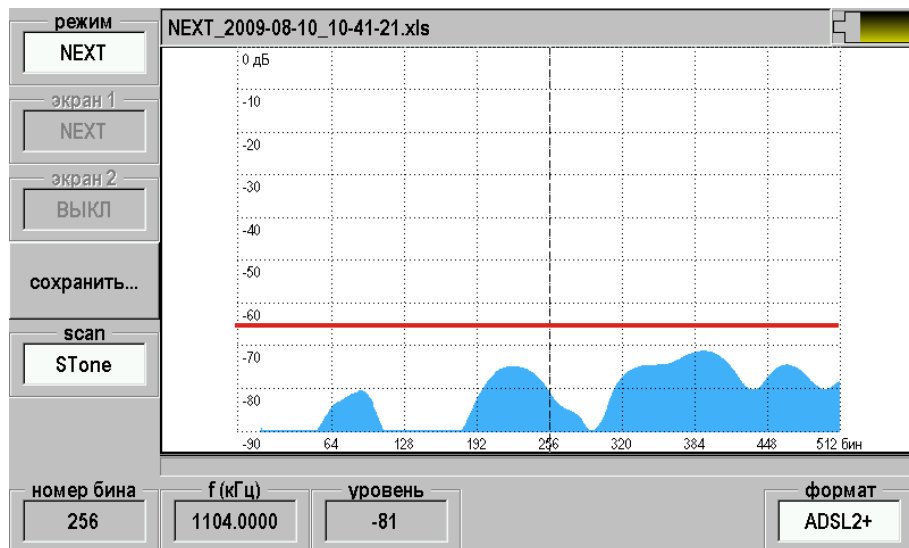 режим
NEXT
экран 1
NEXT
экран 2
ВЫКЛ
сохранить...
scan
STone
NEXT_2009-08-10_10-41-21.xls
0 дБ
-10
-20
-30
-40
-50
-60
-70
-80
-90 64 128 192 256 320 384 448 512 бин
номер бина
256
f (кГц)
1104.0000
уровень
-81
формат
ADSL2+